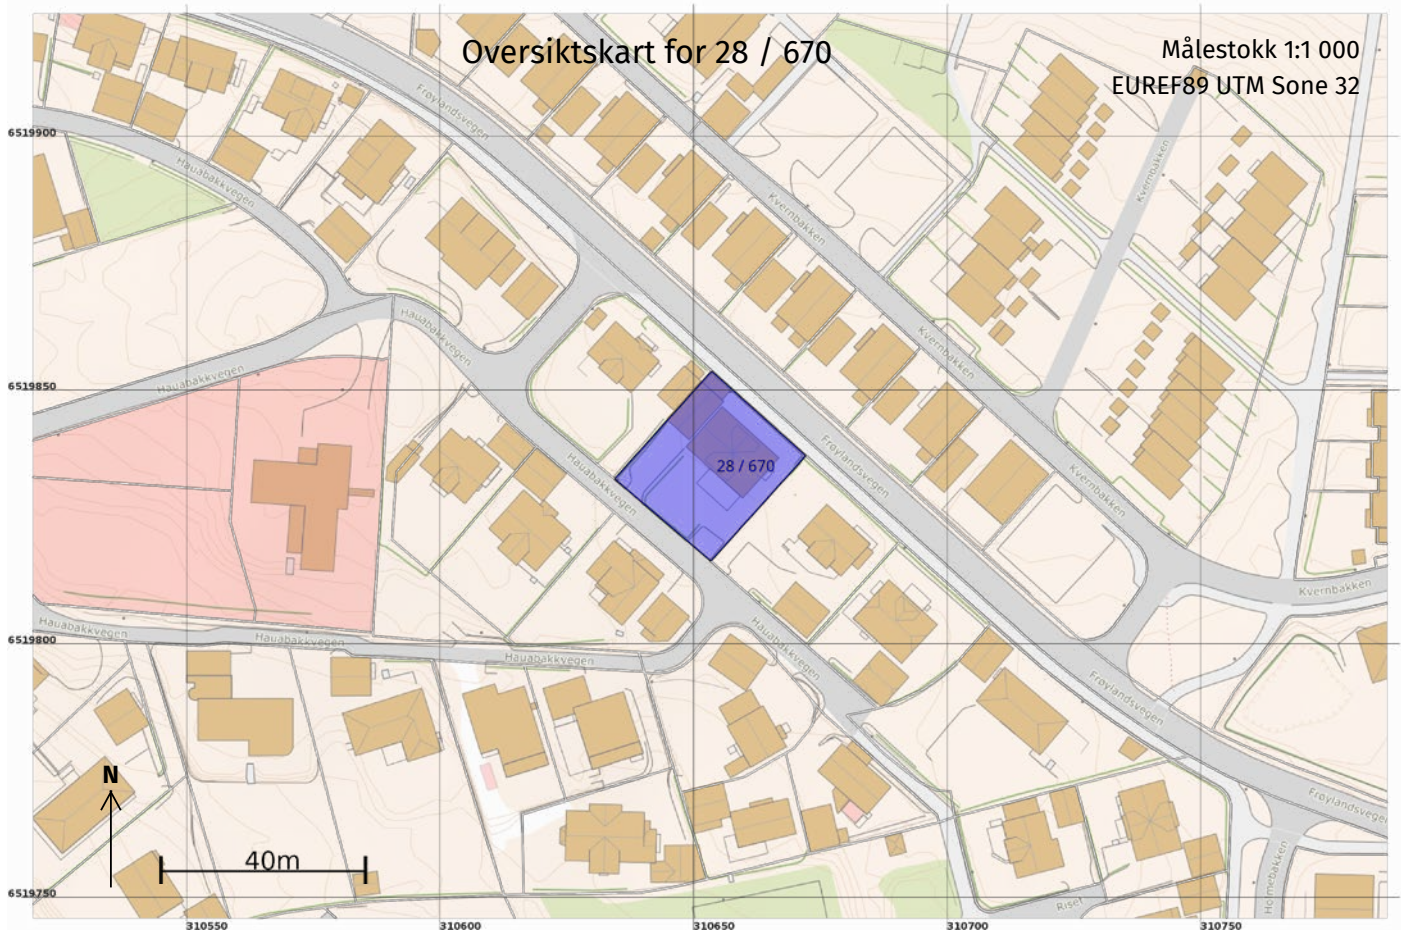 Oversiktskart for 28 / 670
Målestokk 1:1 000
EUREF89 UTM Sone 32
Frøylandsvegen
Kvernbakken
6519900
Hauabakkvegen
Kvernbakken
Hauabakkvegen
Kvernbakken
Hauabakkvegen
6519850
28 / 670
Frøylandsvegen
Hauabakkvegen
Kvernbakken
Kvernbakken
Hauabakkvegen
Hauabakkvegen
Hauabakkvegen
6519800
Hauabakkvegen
Frøylandsvegen
N
Frøylandsvegen
40m
Homebakken
6519750
Riset
310550
310600
310650
310700
310750